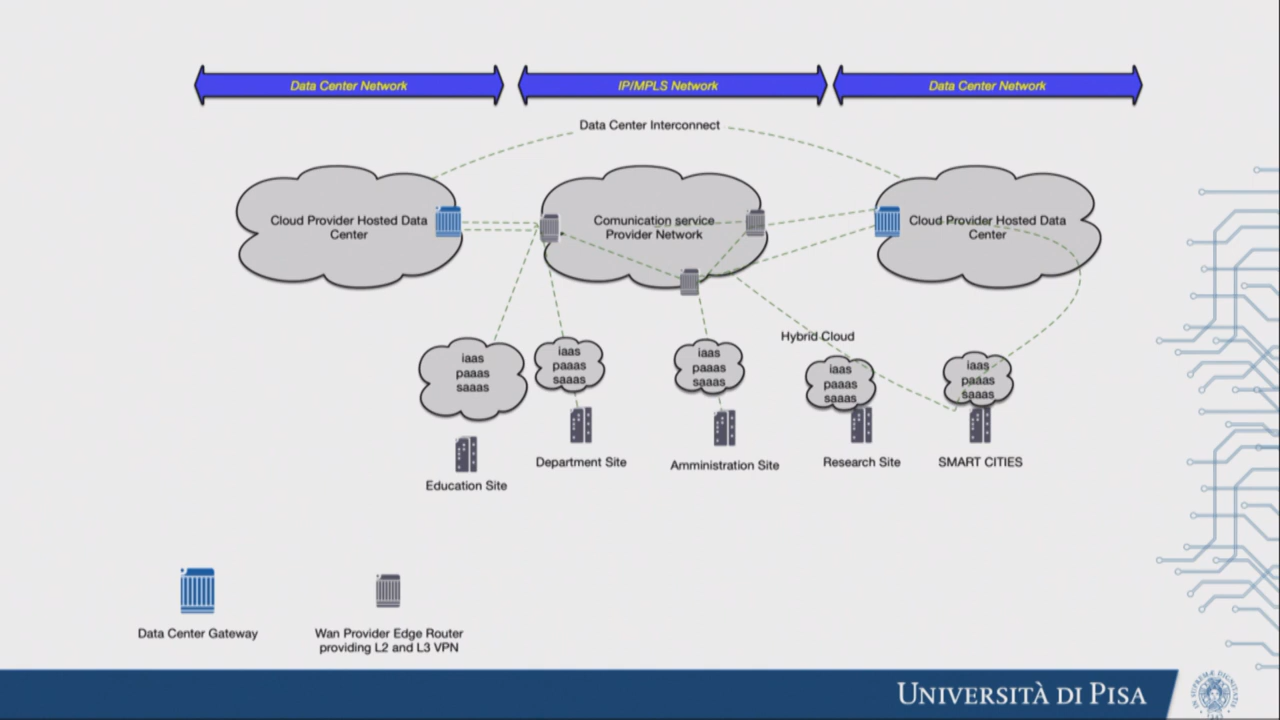 Data Center Network
IP/MPLS Network
Data Center Network
Data Center Interconnect
Cloud Provider Hosted Data
Center
Comunication service
Provider Network
Cloud Provider Hosted Data
Center
Hybrid Cloud
iaas
paaas
saaas
iaas
paaas
saaas
iaas
paaas
saaas
iaas
paaas
saaas
iaas
paaas
saaas
Education Site
Department Site
Amministration Site
Research Site
SMART CITIES
Data Center Gateway
Wan Provider Edge Router
providing L2 and L3 VPN
UNIVERSITÀ DI PISA